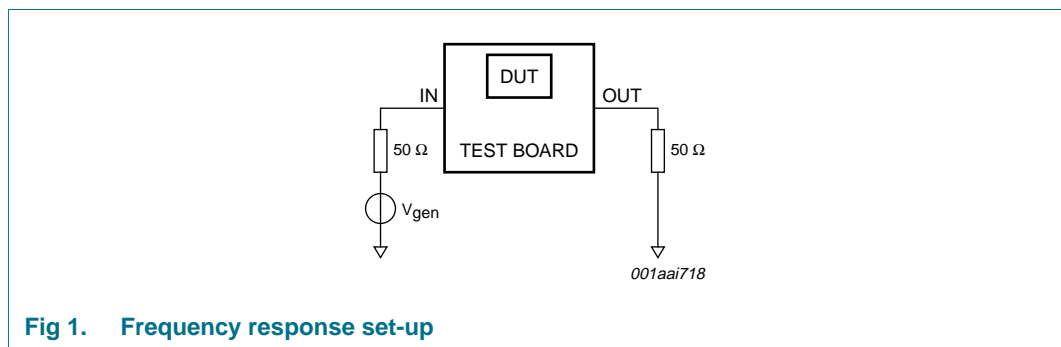 DUT
IN
OUT
50 Ω
TEST BOARD
50 Ω
Vgen
001aai718
Fig 1. Frequency response set-up